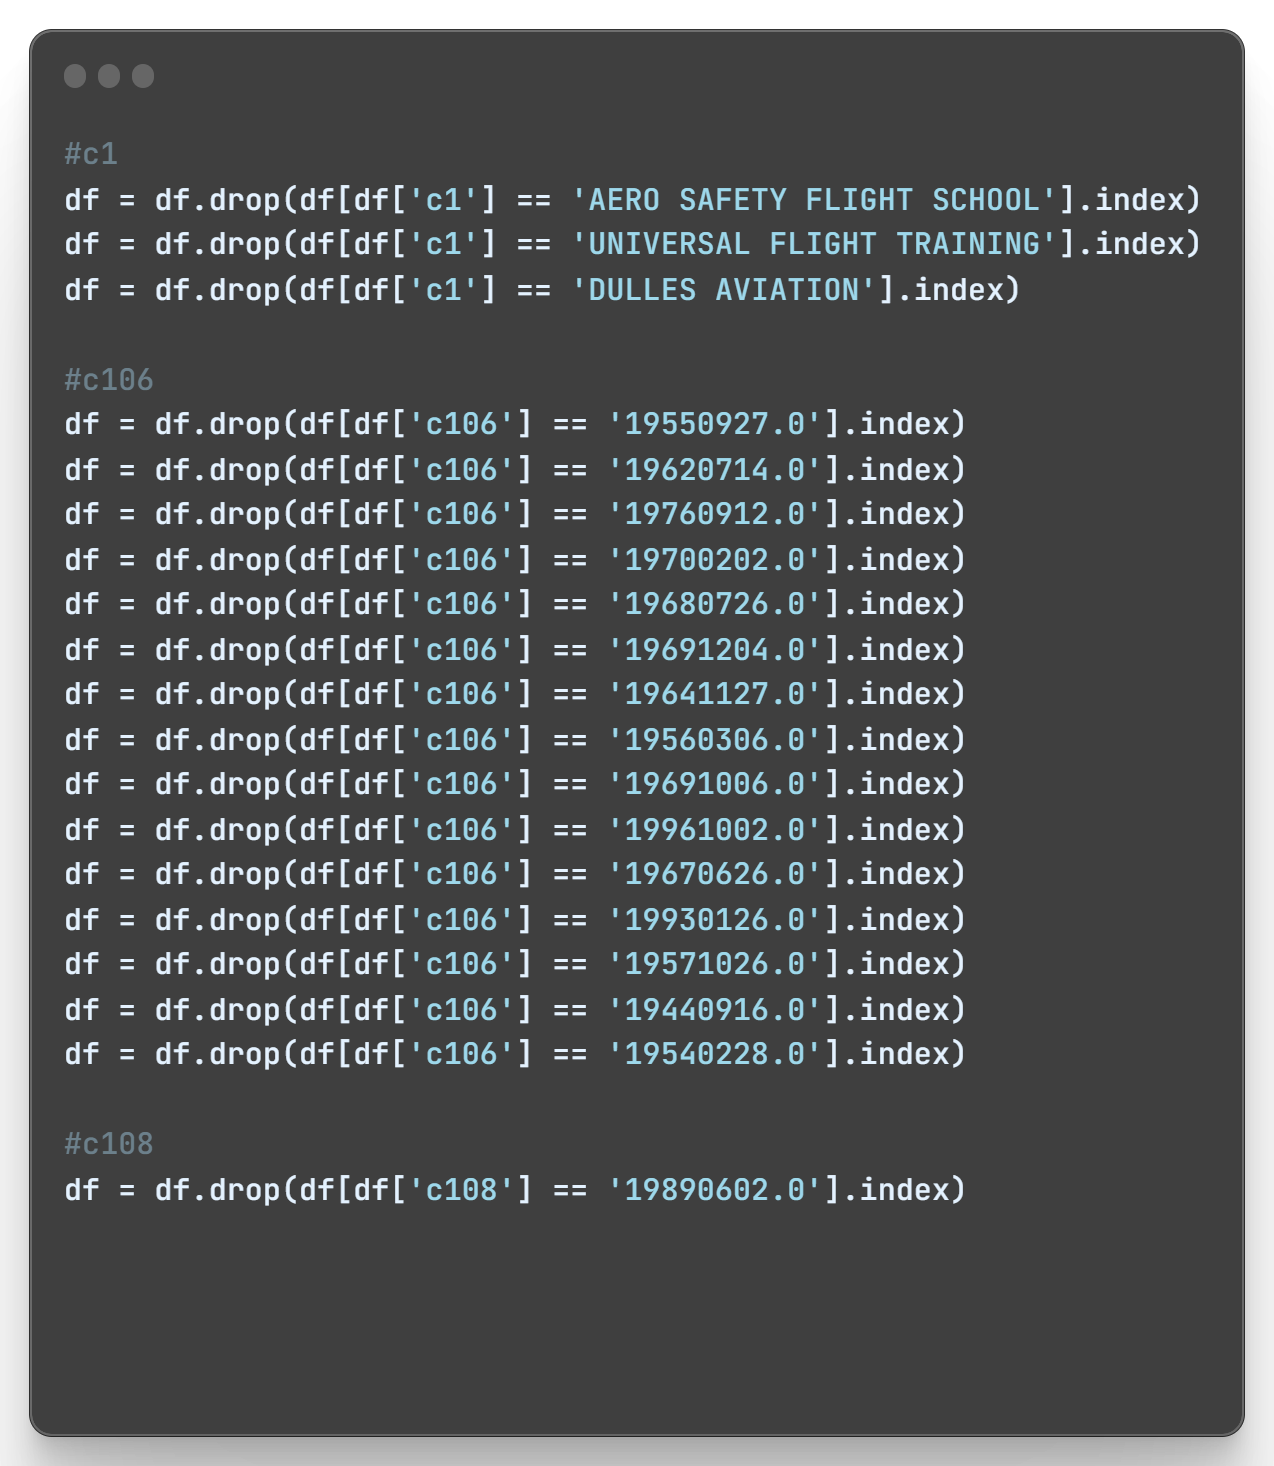 #c1
df = df.drop(df[df['c1'] == 'AERO SAFETY FLIGHT SCHOOL'].index)
df = df.drop(df[df['c1'] == 'UNIVERSAL FLIGHT TRAINING'].index)
df = df.drop(df[df['c1'] == 'DULLES AVIATION'].index)
#c106
df = df.drop(df[df['c106'] == '19550927.0'].index)
df = df.drop(df[df['c106'] == '19620714.0'].index)
df = df.drop(df[df['c106'] == '19760912.0'].index)
df = df.drop(df[df['c106'] == '19700202.0'].index)
df = df.drop(df[df['c106'] == '19680726.0'].index)
df = df.drop(df[df['c106'] == '19691204.0'].index)
df = df.drop(df[df['c106'] == '19641127.0'].index)
df = df.drop(df[df['c106'] == '19560306.0'].index)
df = df.drop(df[df['c106'] == '19691006.0'].index)
df = df.drop(df[df['c106'] == '19961002.0'].index)
df = df.drop(df[df['c106'] == '19670626.0'].index)
df = df.drop(df[df['c106'] == '19930126.0'].index)
df = df.drop(df[df['c106'] == '19571026.0'].index)
df = df.drop(df[df['c106'] == '19440916.0'].index)
df = df.drop(df[df['c106'] == '19540228.0'].index)
#c108
df = df.drop(df[df['c108'] == '19890602.0'].index)